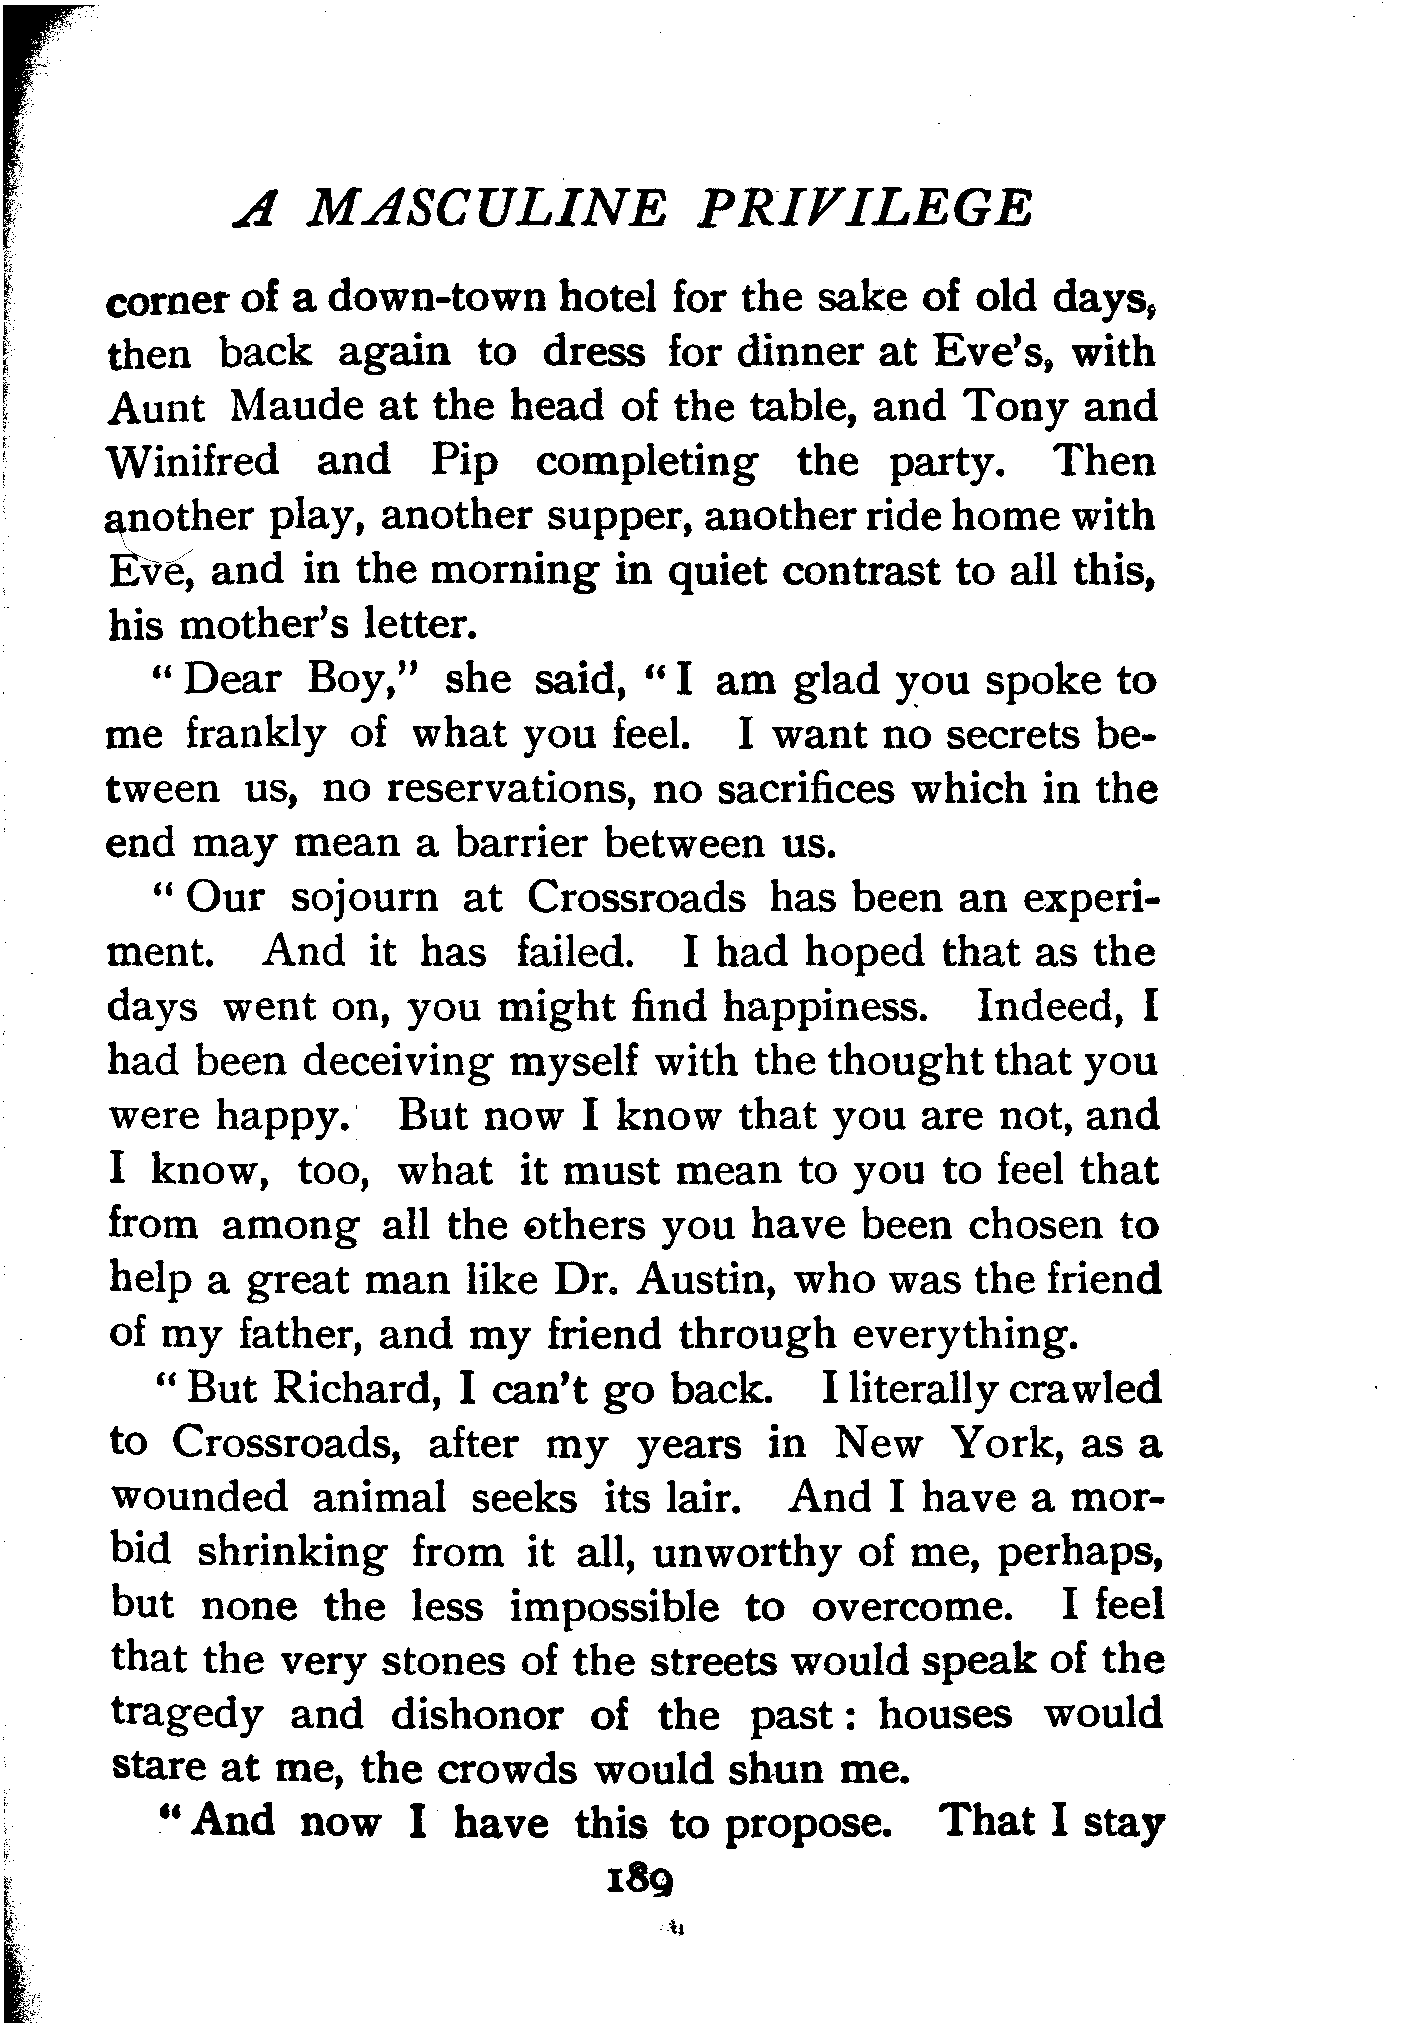 A MASCULINE PRIVILEGE
corner of a down-town hotel for the sake of old days,
then back again to dress for dinner at Eve's, with
Aunt Maude at the head of the table, and Tony and
Winifred and Pip completing the party. Then
another play, another supper, another ride home with
Eve, and in the morning in quiet contrast to all this,
his mother's letter.
“ Dear Boy,” she said, “ I am glad you spoke to
me frankly of what you feel. I want no secrets be-
tween us, no reservations, no sacrifices which in the
end may mean a barrier between us.
“ Our sojourn at Crossroads has been an experi-
ment. And it has failed. I had hoped that as the
days went on, you might find happiness. Indeed, I
had been deceiving myself with the thought that you
were happy. But now I know that you are not, and
I know, too, what it must mean to you to feel that
from among all the others you have been chosen to
help a great man like Dr. Austin, who was the friend
of my father, and my friend through everything.
“ But Richard, I can't go back. I literally crawled
to Crossroads, after my years in New York, as a
wounded animal seeks its lair. And I have a mor-
bid shrinking from it all, unworthy of me, perhaps,
but none the less impossible to overcome. I feel
that the very stones of the streets would speak of the
tragedy and dishonor of the past : houses would
stare at me, the crowds would shun me.
“ And now I have this to propose. That I stay
189